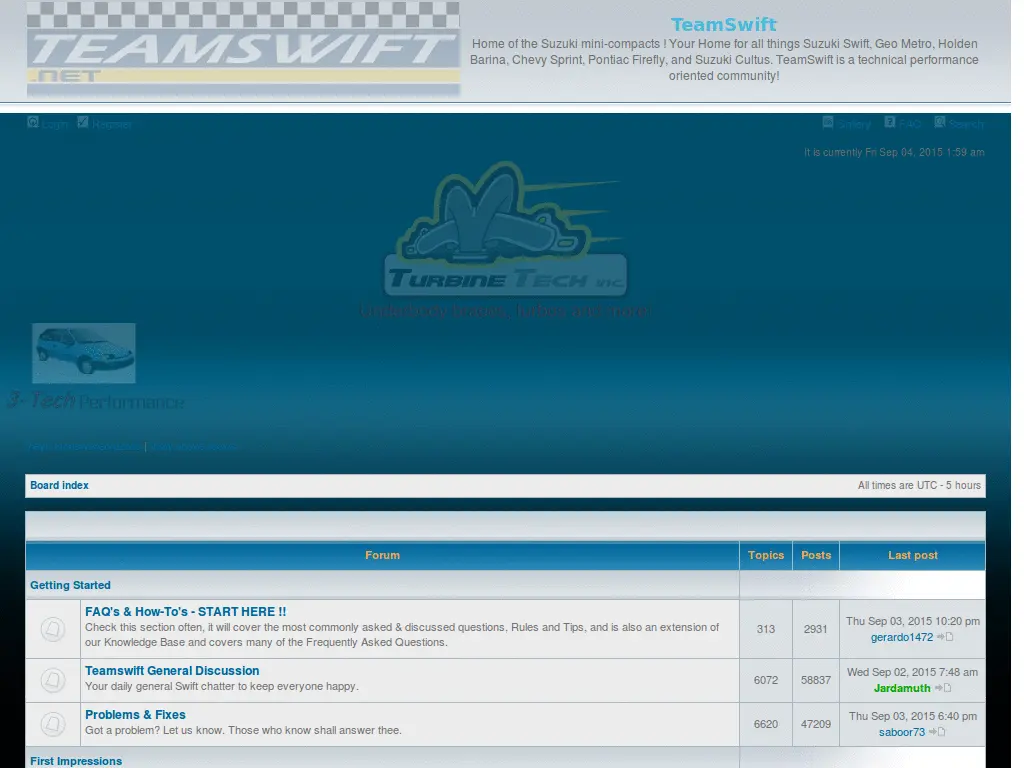 TEAMSWIFT
.NET
TeamSwift
Home of the Suzuki mini-compacts ! Your Home for all things Suzuki Swift, Geo Metro, Holden
Barina, Chevy Sprint, Pontiac Firefly, and Suzuki Cultus. TeamSwift is a technical performance
oriented community!
Login Register Gallery FAQ Search
It is currently Fri Sep 04, 2015 1:59 am
TURBINE TECH INC.
3- Tech Performance
Board index All times are UTC - 5 hours
Forum Topics Posts Last post
Getting Started
FAQ's & How-To's - START HERE !!
Check this section often, it will cover the most commonly asked & discussed questions, Rules and Tips, and is also an extension of
our Knowledge Base and covers many of the Frequently Asked Questions.
313 2931 Thu Sep 03, 2015 10:20 pm
gerardo1472
Teamswift General Discussion
Your daily general Swift chatter to keep everyone happy.
6072 58837 Wed Sep 02, 2015 7:48 am
Jardamuth
Problems & Fixes
Got a problem? Let us know. Those who know shall answer thee.
6620 47209 Thu Sep 03, 2015 6:40 pm
saboor73
First Impressions